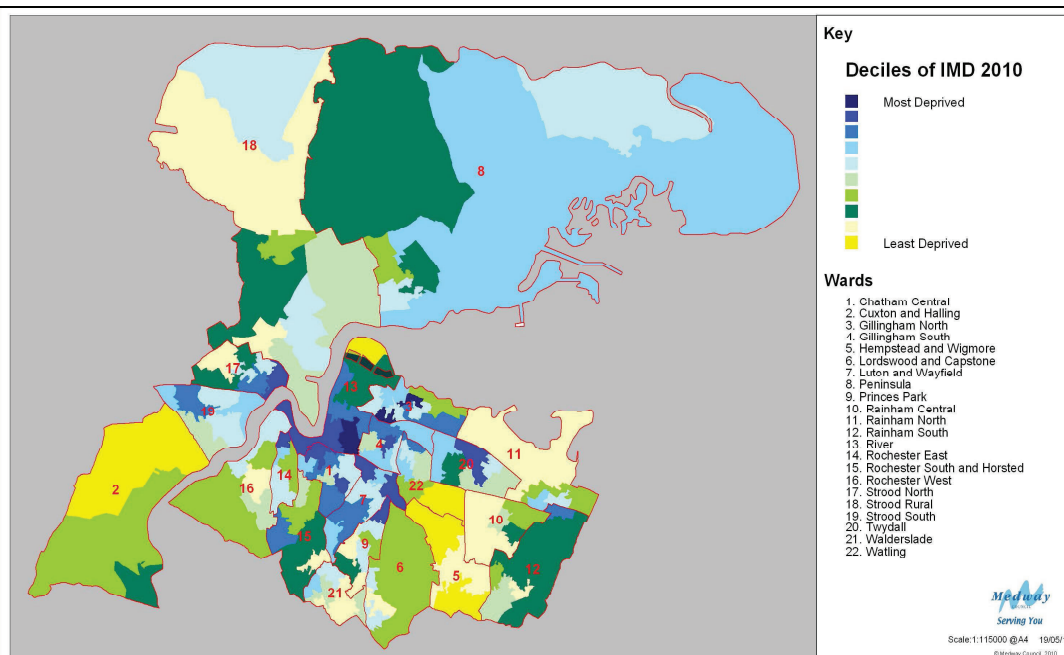 Key
Deciles of IMD 2010
Most Deprived
Least Deprived
Wards
1. Chatham Central
2. Cuxton and Halling
3. Gillingham North
4. Gillingham South
5. Hempstead and Wigmore
6. Lordswood and Capstone
7. Luton and Wayfield
8. Peninsula
9. Princes Park
10. Rainham Central
11. Rainham North
12. Rainham South
13. River
14. Rochester East
15. Rochester South and Horsted
16. Rochester West
17. Strood North
18. Strood Rural
19. Strood South
20. Twydall
21. Walderslade
22. Watling
Medway
COUNCIL
Serving You
Scale:1:115000 @A4 19/05/
©Medway Council, 2010
18
8
17
13
19
3
4
11
1
20
14
2
16
7
22
10
15
9
6
5
12
21